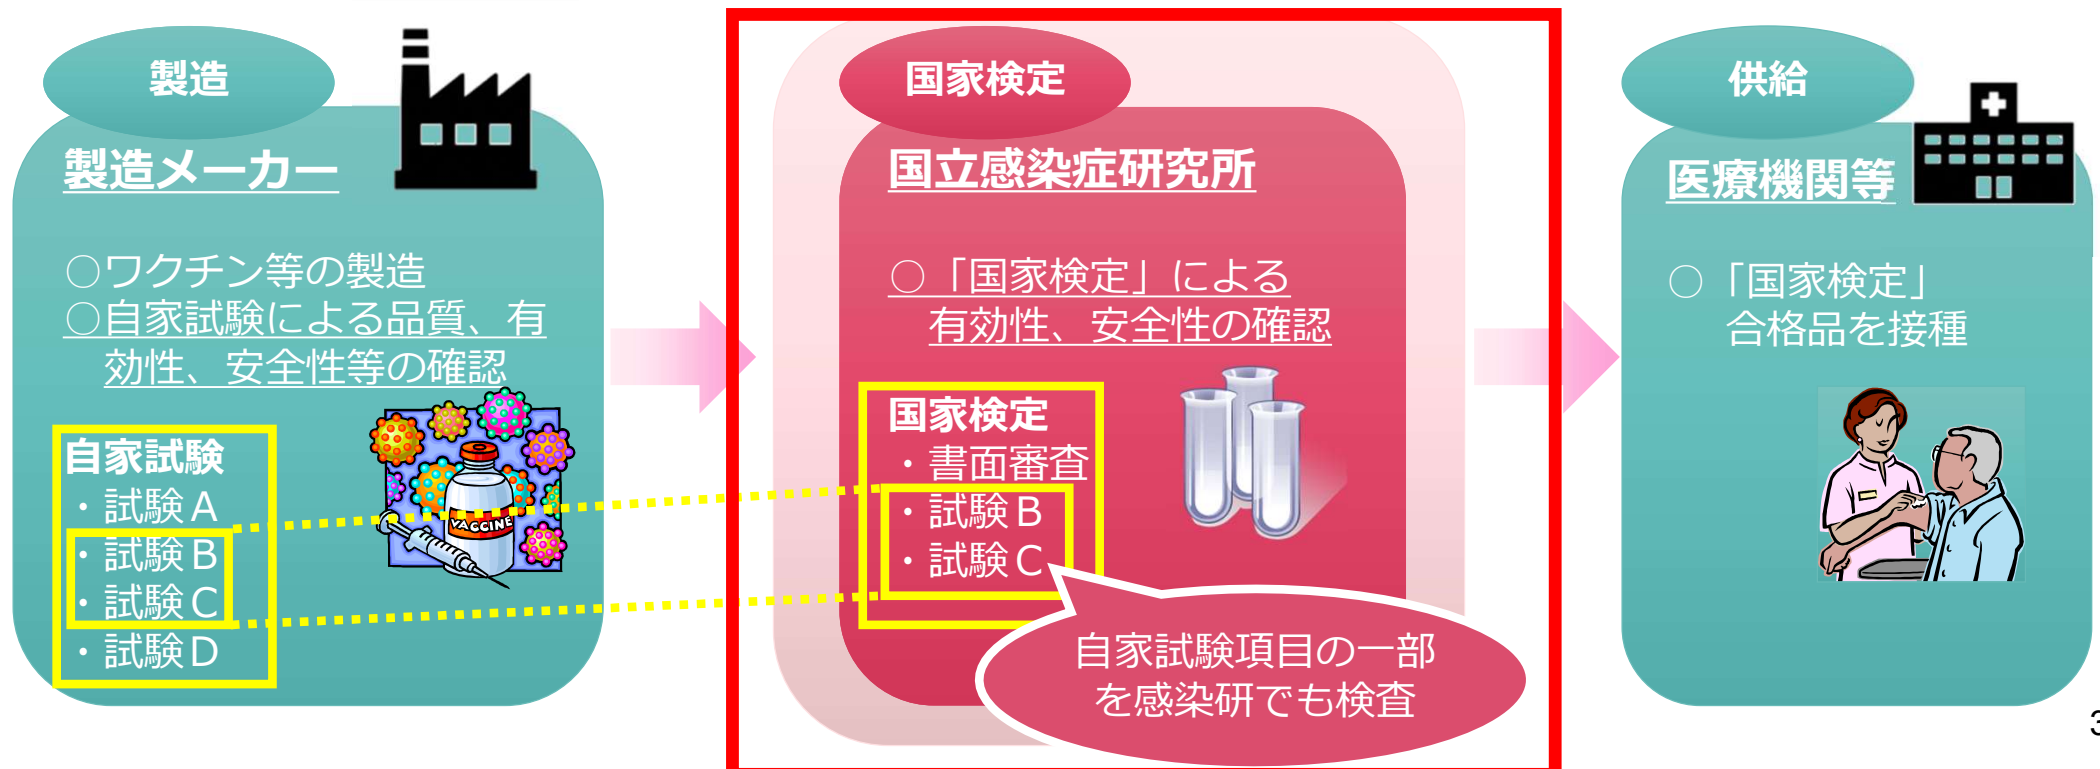 製造
製造メーカー
○ワクチン等の製造
○自家試験による品質、有
効性、安全性等の確認
自家試験
・試験A
・試験B
・試験C
・試験D
VACCINE
国家検定
国立感染症研究所
○「国家検定」による
有効性、安全性の確認
国家検定
・書面審査
・試験B
・試験C
自家試験項目の一部
を感染研でも検査
供給
医療機関等
○「国家検定」
合格品を接種
3